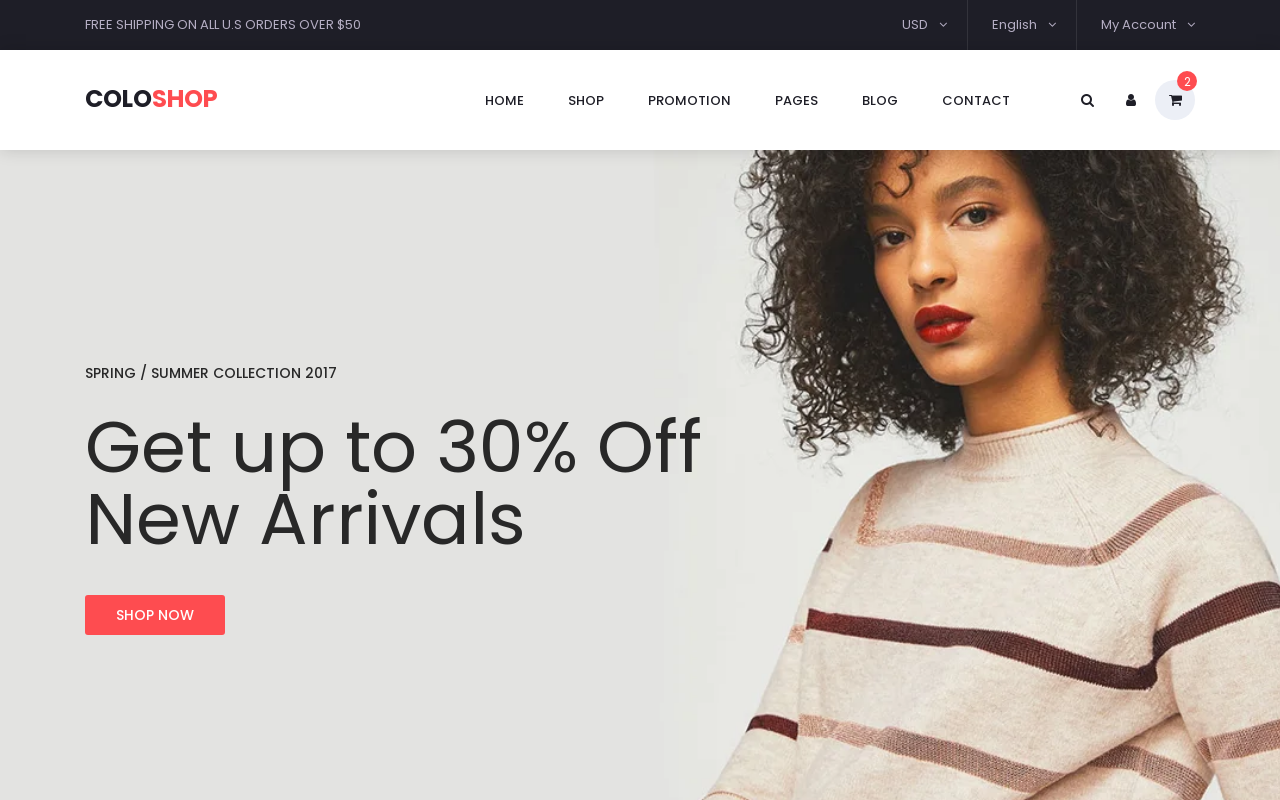 FREE SHIPPING ON ALL U.S ORDERS OVER $50
USD
English
My Account
COLOSHOP
HOME
SHOP
PROMOTION
PAGES
BLOG
CONTACT
2
SPRING / SUMMER COLLECTION 2017
Get up to 30% Off
New Arrivals
SHOP NOW